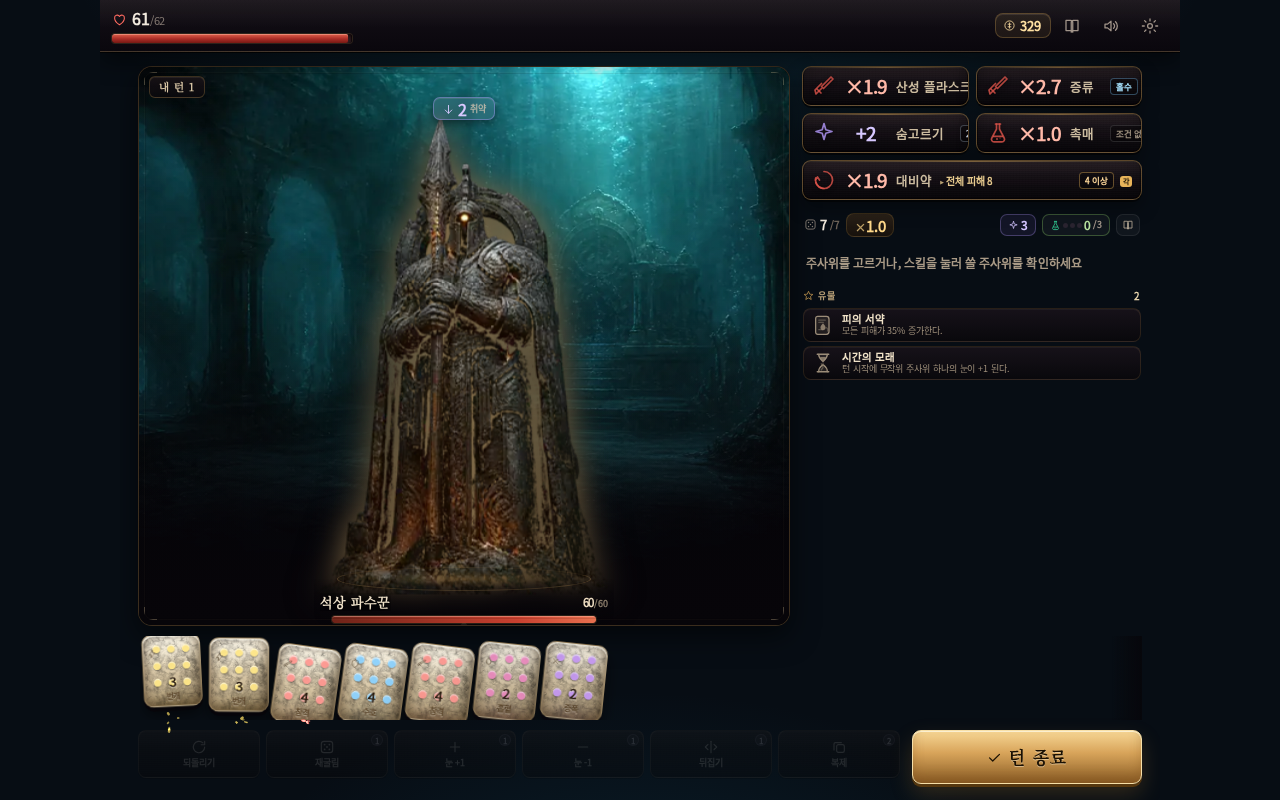 61/62
329
내 턴 1
2 취약
×1.9 산성 플라스크
×2.7 증류 흡수
+2 숨고르기
×1.0 촉매 조건 없
×1.9 대비약 ▸전체 피해 8 4 이상 각
7/7 ×1.0 3 0/3
주사위를 고르거나, 스킬을 눌러 쓸 주사위를 확인하세요
유물 2
피의 서약
모든 피해가 35% 증가한다.
시간의 모래
턴 시작에 무작위 주사위 하나의 눈이 +1 된다.
석상 파수꾼 60/60
3 3 4 4 4 2 2
번개 번개
되돌리기 재굴림 1 눈 +1 1 눈 -1 1 뒤집기 1 복제 2
턴 종료